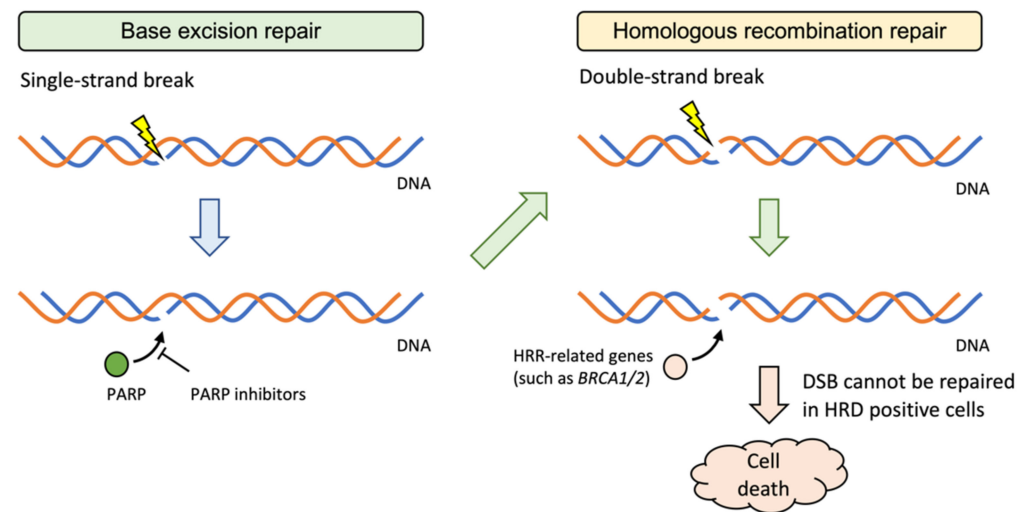 Base excision repair
Single-strand break
DNA
DNA
PARP
PARP inhibitors
Homologous recombination repair
Double-strand break
DNA
DNA
HRR-related genes
(such as BRCA1/2)
DSB cannot be repaired
in HRD positive cells
Cell
death